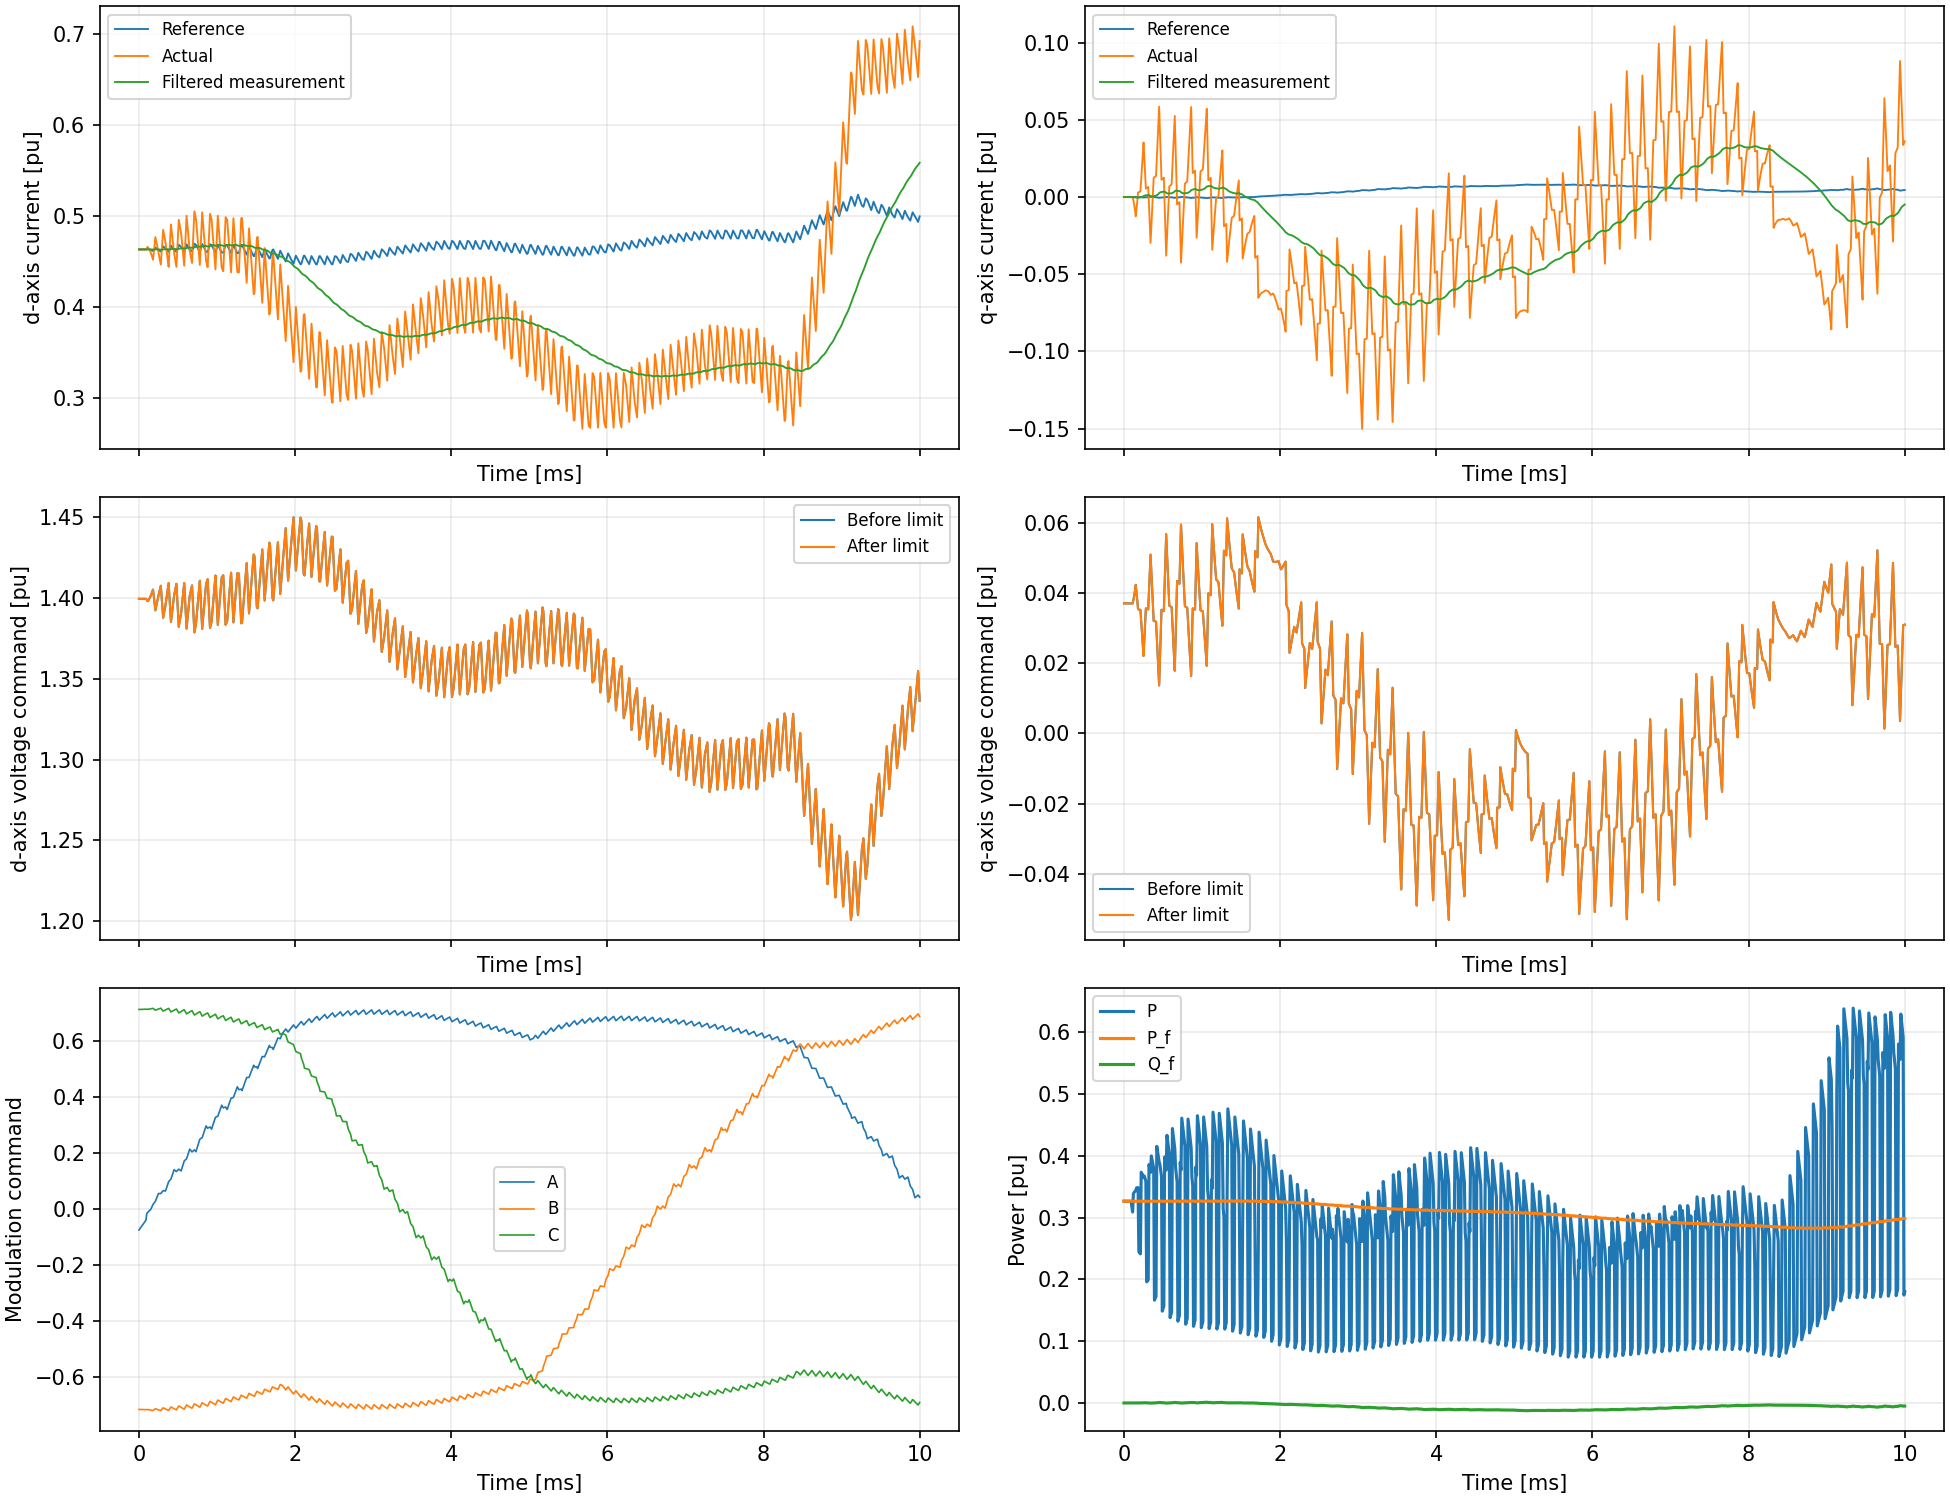 d-axis current [pu]
0.7
0.6
0.5
0.4
0.3
Reference
Actual
Filtered measurement
Time [ms]
q-axis current [pu]
0.10
0.05
0.00
−0.05
−0.10
−0.15
Reference
Actual
Filtered measurement
Time [ms]
d-axis voltage command [pu]
1.45
1.40
1.35
1.30
1.25
1.20
Before limit
After limit
Time [ms]
q-axis voltage command [pu]
0.06
0.04
0.02
0.00
−0.02
−0.04
Before limit
After limit
Time [ms]
Modulation command
0.6
0.4
0.2
0.0
−0.2
−0.4
−0.6
A
B
C
0 2 4 6 8 10
Time [ms]
Power [pu]
0.6
0.5
0.4
0.3
0.2
0.1
0.0
P
P_f
Q_f
0 2 4 6 8 10
Time [ms]